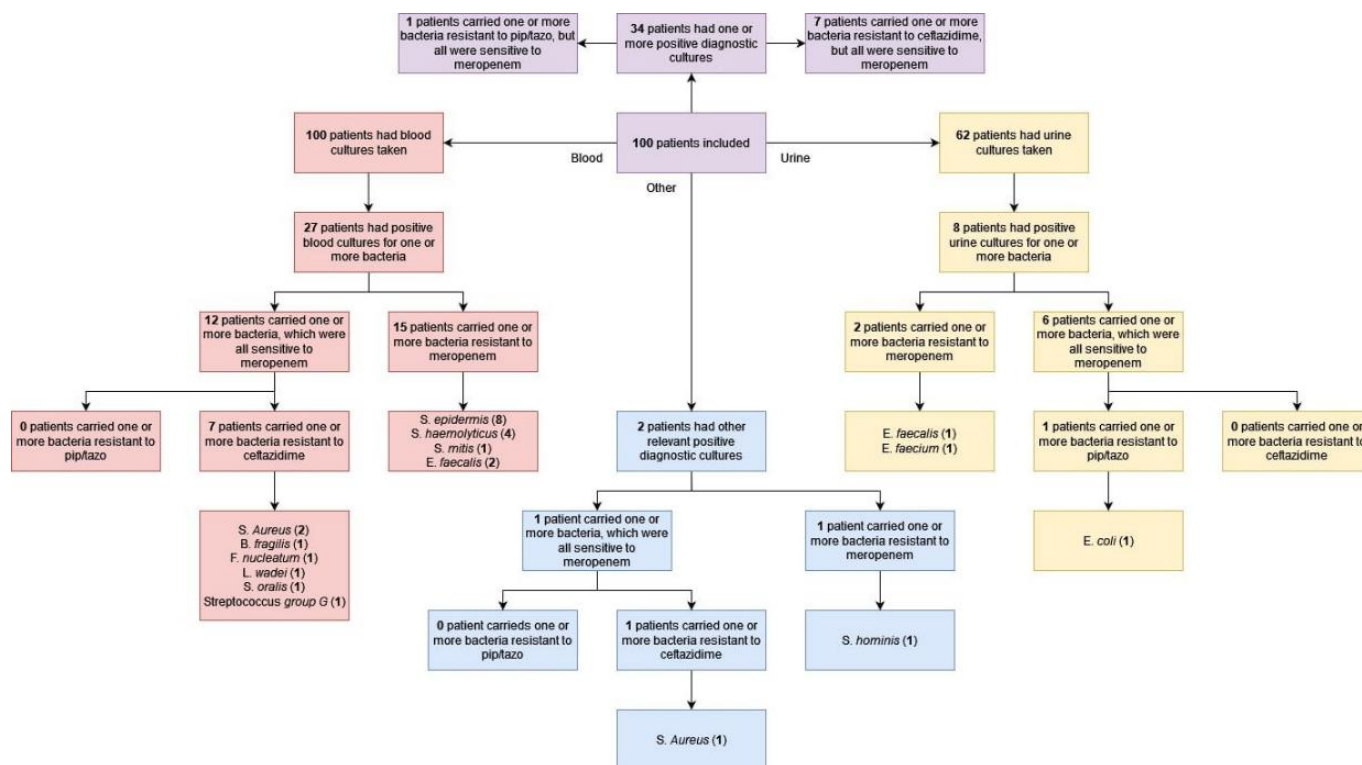 1 patients carried one or more
bacteria resistant to pip/tazo, but
all were sensitive to
meropenem
34 patients had one or
more positive diagnostic
cultures
7 patients carried one or more
bacteria resistant to ceftazidime,
but all were sensitive to
meropenem
100 patients had blood
cultures taken
100 patients included
62 patients had urine
cultures taken
Blood
Urine
Other
27 patients had positive
blood cultures for one or
more bacteria
8 patients had positive
urine cultures for one or
more bacteria
12 patients carried one or
more bacteria, which were
all sensitive to
meropenem
15 patients carried one or
more bacteria resistant to
meropenem
2 patients carried one or
more bacteria resistant to
meropenem
6 patients carried one or
more bacteria, which were
all sensitive to
meropenem
0 patients carried one or
more bacteria resistant to
pip/tazo
7 patients carried one or
more bacteria resistant to
ceftazidime
S. epidermis (8)
S. haemolyticus (4)
S. mitis (1)
E. faecalis (2)
2 patients had other
relevant positive
diagnostic cultures
E. faecalis (1)
E. faecium (1)
1 patients carried one or
more bacteria resistant to
pip/tazo
0 patients carried one or
more bacteria resistant to
ceftazidime
S. Aureus (2)
B. fragilis (1)
F. nucleatum (1)
L. wadei (1)
S. oralis (1)
Streptococcus group G (1)
1 patient carried one or
more bacteria, which were
all sensitive to
meropenem
1 patient carried one or
more bacteria resistant to
meropenem
E. coli (1)
0 patient carrieds one or
more bacteria resistant to
pip/tazo
1 patients carried one or
more bacteria resistant to
ceftazidime
S. hominis (1)
S. Aureus (1)